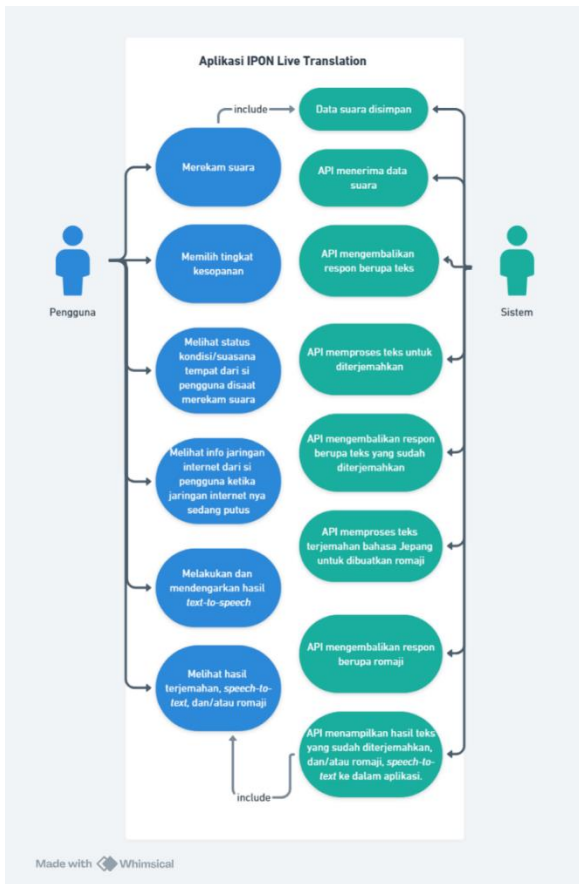 Aplikasi IPON Live Translation
include
Data suara disimpan
Merekam suara
API menerima data
suara
Memilih tingkat
kesopanan
API mengembalikan
respon berupa teks
Pengguna
Sistem
Melihat status
kondisi/suasana
tempat dari si
pengguna disaat
merekam suara
API memproses teks untuk
diterjemahkan
Melihat info jaringan
internet dari si
pengguna ketika
jaringan internet nya
sedang putus
API mengembalikan respon
berupa teks yang sudah
diterjemahkan
API memproses teks
terjemahan bahasa Jepang
untuk dibuatkan romaji
Melakukan dan
mendengarkan hasil
text-to-speech
API mengembalikan respon
berupa romaji
Melihat hasil
terjemahan, speech-to-
text, dan/atau romaji
API menampilkan hasil teks
yang sudah diterjemahkan,
dan/atau romaji, speech-to-
text ke dalam aplikasi.
include
Made with Whimsical